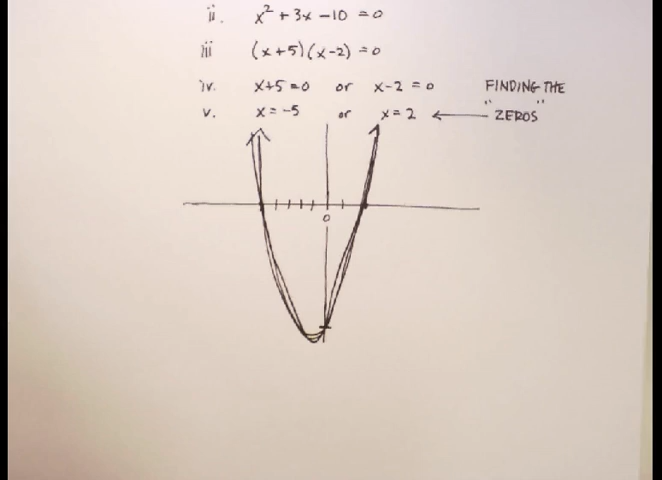 ii. x² + 3x - 10 = 0
iii (x+5)(x-2) = 0
iv. x+5 = 0 or x-2 = 0 FINDING THE
v. x = -5 or x = 2 ← "ZEROS"
0